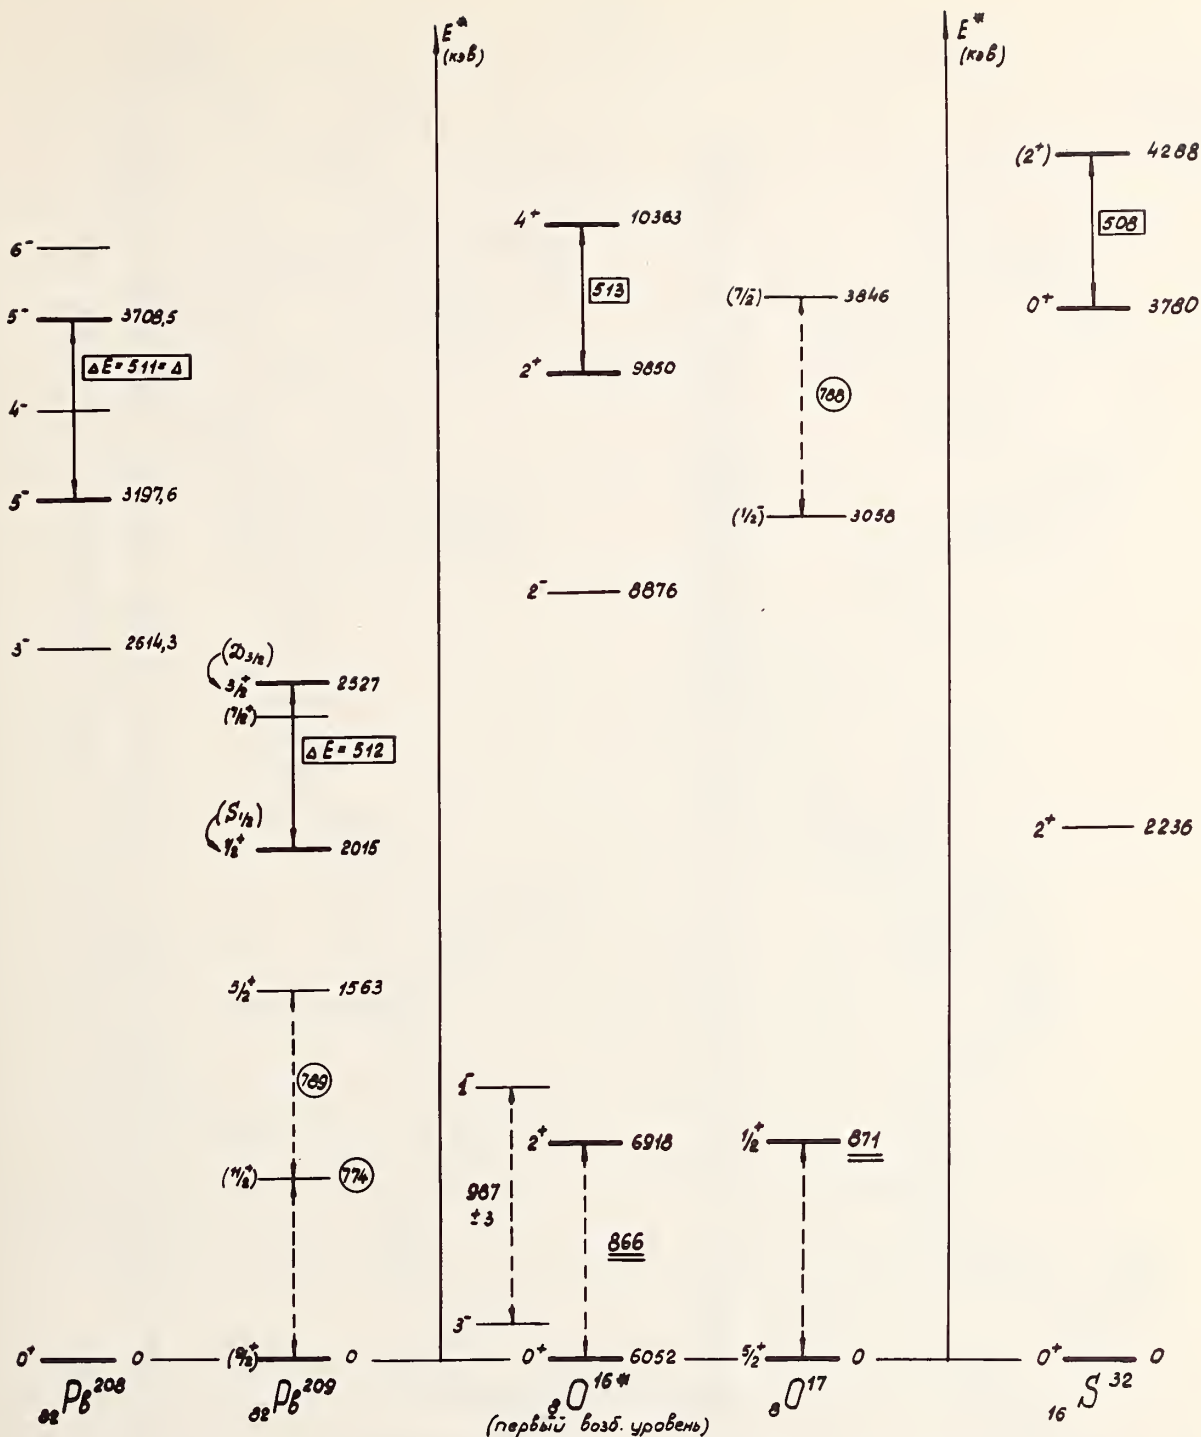 E* (кэв)
E* (кэв)
6⁻
5⁻ 3708,5
ΔE = 511 = Δ
4⁻
5⁻ 3197,6
3⁻ 2614,3
0⁺ 0
₈₂Pb²⁰⁸
(D₃/₂)
3/2⁺ 2527
(7/2⁺)
ΔE = 512
(S₁/₂)
1/2⁺ 2015
5/2⁺ 1563
789
(11/2⁺) 774
(9/2⁺) 0
₈₂Pb²⁰⁹
4⁺ 10363
513
2⁺ 9850
2⁻ 8876
1⁻
2⁺ 6918
987
±3
866
3⁻
0⁺ 6052
₈O¹⁶*
(первый возб. уровень)
(7/2⁻) 3846
788
(1/2⁻) 3058
1/2⁺ 871
5/2⁺ 0
₈O¹⁷
(2⁺) 4288
508
0⁺ 3780
2⁺ 2236
0⁺ 0
₁₆S³²